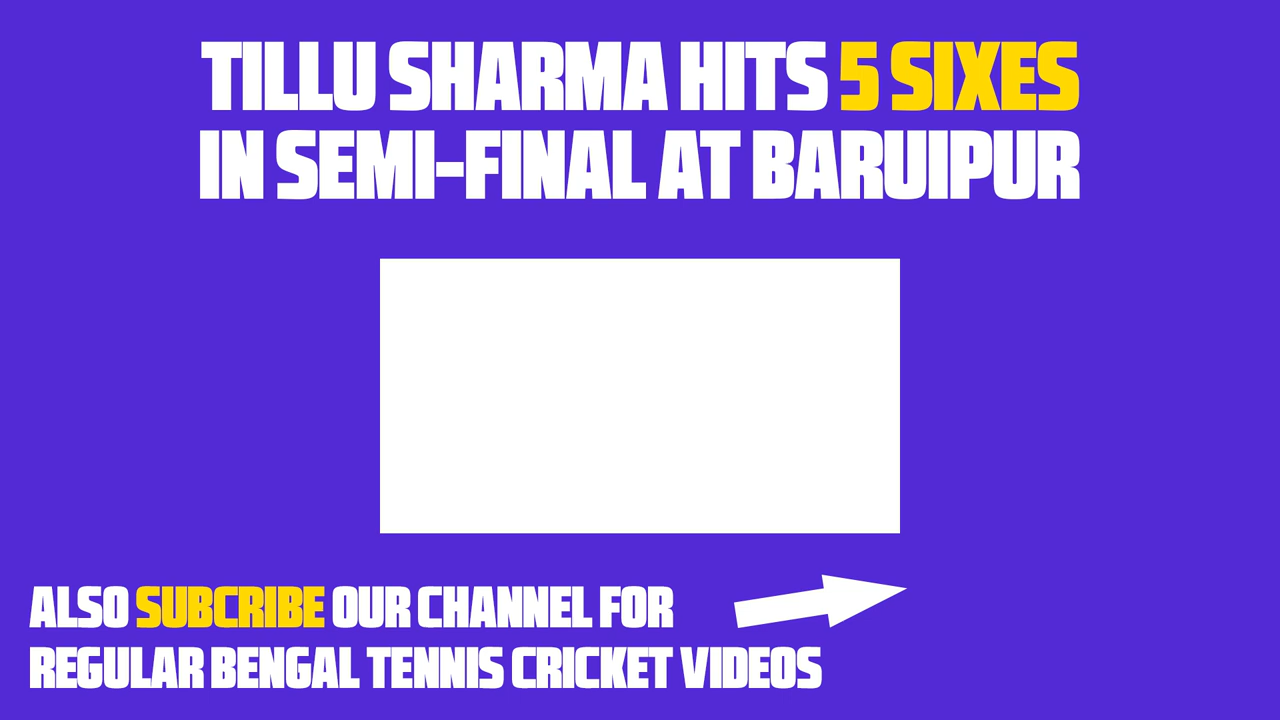 TILLU SHARMA HITS 5 SIXES
IN SEMI-FINAL AT BARUIPUR
ALSO SUBCRIBE OUR CHANNEL FOR
REGULAR BENGAL TENNIS CRICKET VIDEOS